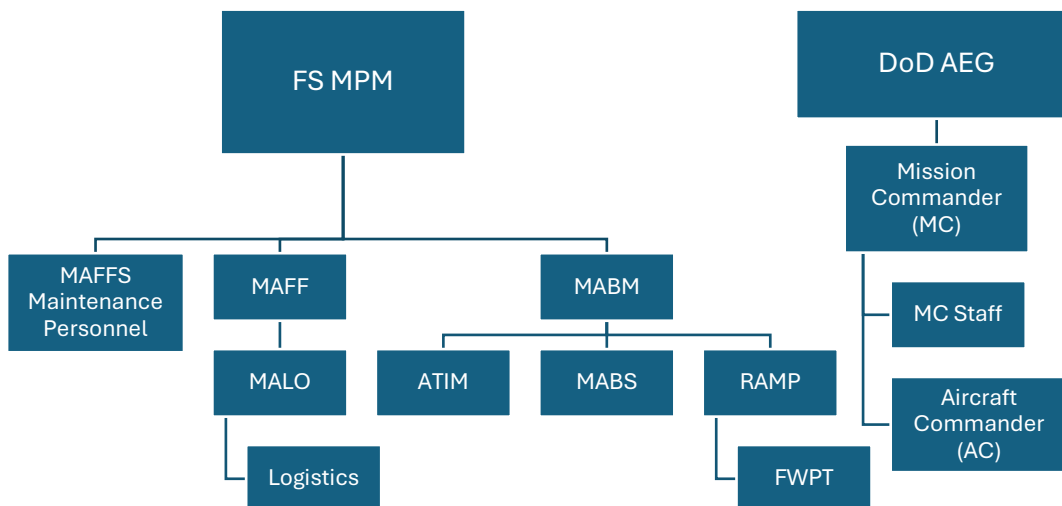 FS MPM
DoD AEG
Mission
Commander
(MC)
MAFFS
Maintenance
Personnel
MAFF
MABM
MC Staff
MALO
ATIM
MABS
RAMP
Aircraft
Commander
(AC)
Logistics
FWPT